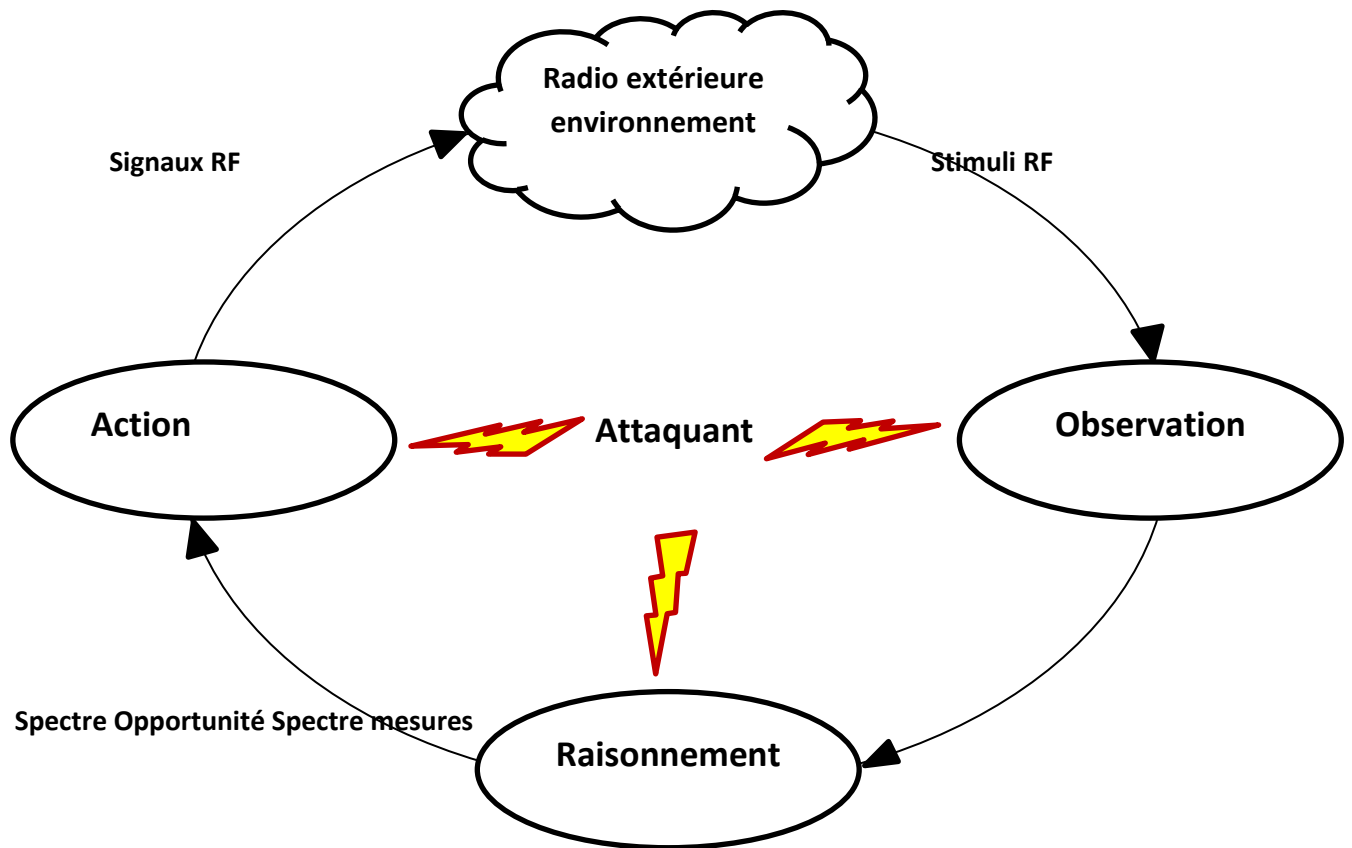 Radio extérieure
environnement
Signaux RF
Stimuli RF
Action
Attaquant
Observation
Spectre Opportunité Spectre mesures
Raisonnement